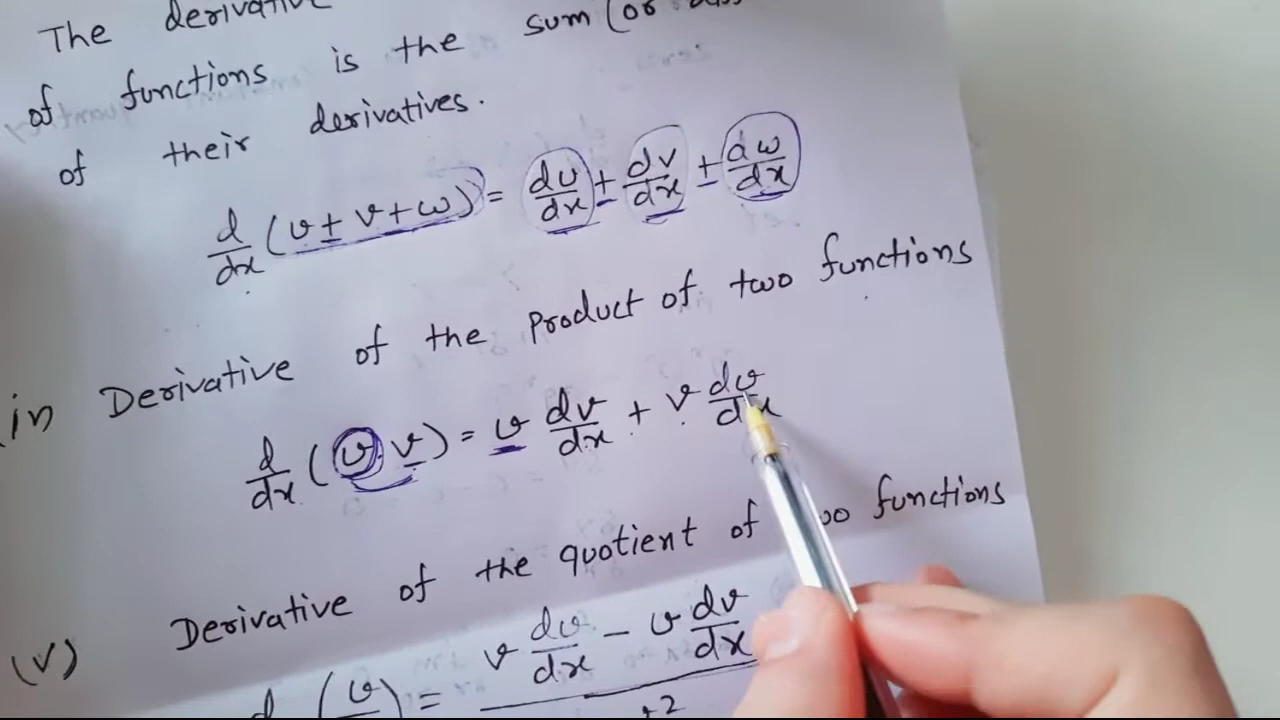 The derivative sum (or
of functions is the
of their derivatives.
d/dx (u ± v + w) = du/dx ± dv/dx ± dw/dx
Derivative of the product of two functions
d/dx (u v) = u dv/dx + v du/dx
(v) Derivative of the quotient of two functions
d (u = v du/dx - u dv/dx